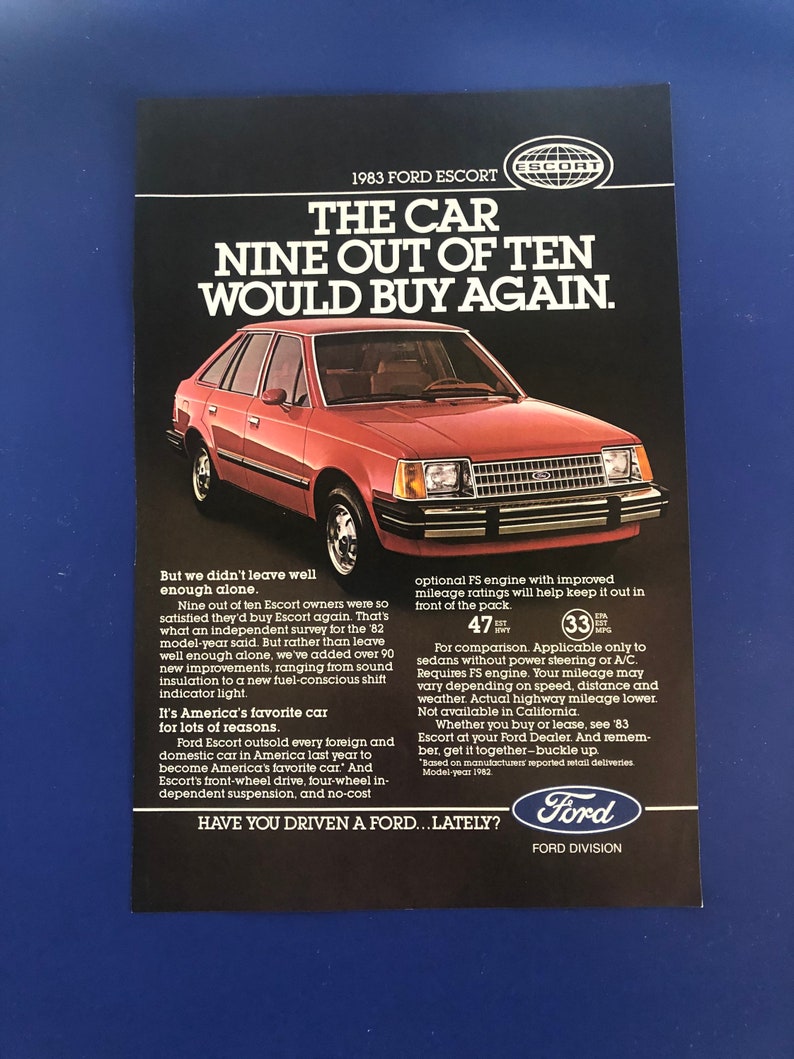 1983 FORD ESCORT
ESCORT
THE CAR
NINE OUT OF TEN
WOULD BUY AGAIN.
But we didn't leave well
enough alone.
Nine out of ten Escort owners were so
satisfied they'd buy Escort again. That's
what an independent survey for the '82
model-year said. But rather than leave
well enough alone, we've added over 90
new improvements, ranging from sound
insulation to a new fuel-conscious shift
indicator light.
It's America's favorite car
for lots of reasons.
Ford Escort outsold every foreign and
domestic car in America last year to
become America's favorite car.* And
Escort's front-wheel drive, four-wheel in-
dependent suspension, and no-cost
optional FS engine with improved
mileage ratings will help keep it out in
front of the pack.
47 EST HWY
33 EPA EST MPG
For comparison. Applicable only to
sedans without power steering or A/C.
Requires FS engine. Your mileage may
vary depending on speed, distance and
weather. Actual highway mileage lower.
Not available in California.
Whether you buy or lease, see '83
Escort at your Ford Dealer. And remem-
ber, get it together–buckle up.
*Based on manufacturers' reported retail deliveries.
Model-year 1982.
HAVE YOU DRIVEN A FORD...LATELY?
Ford
FORD DIVISION